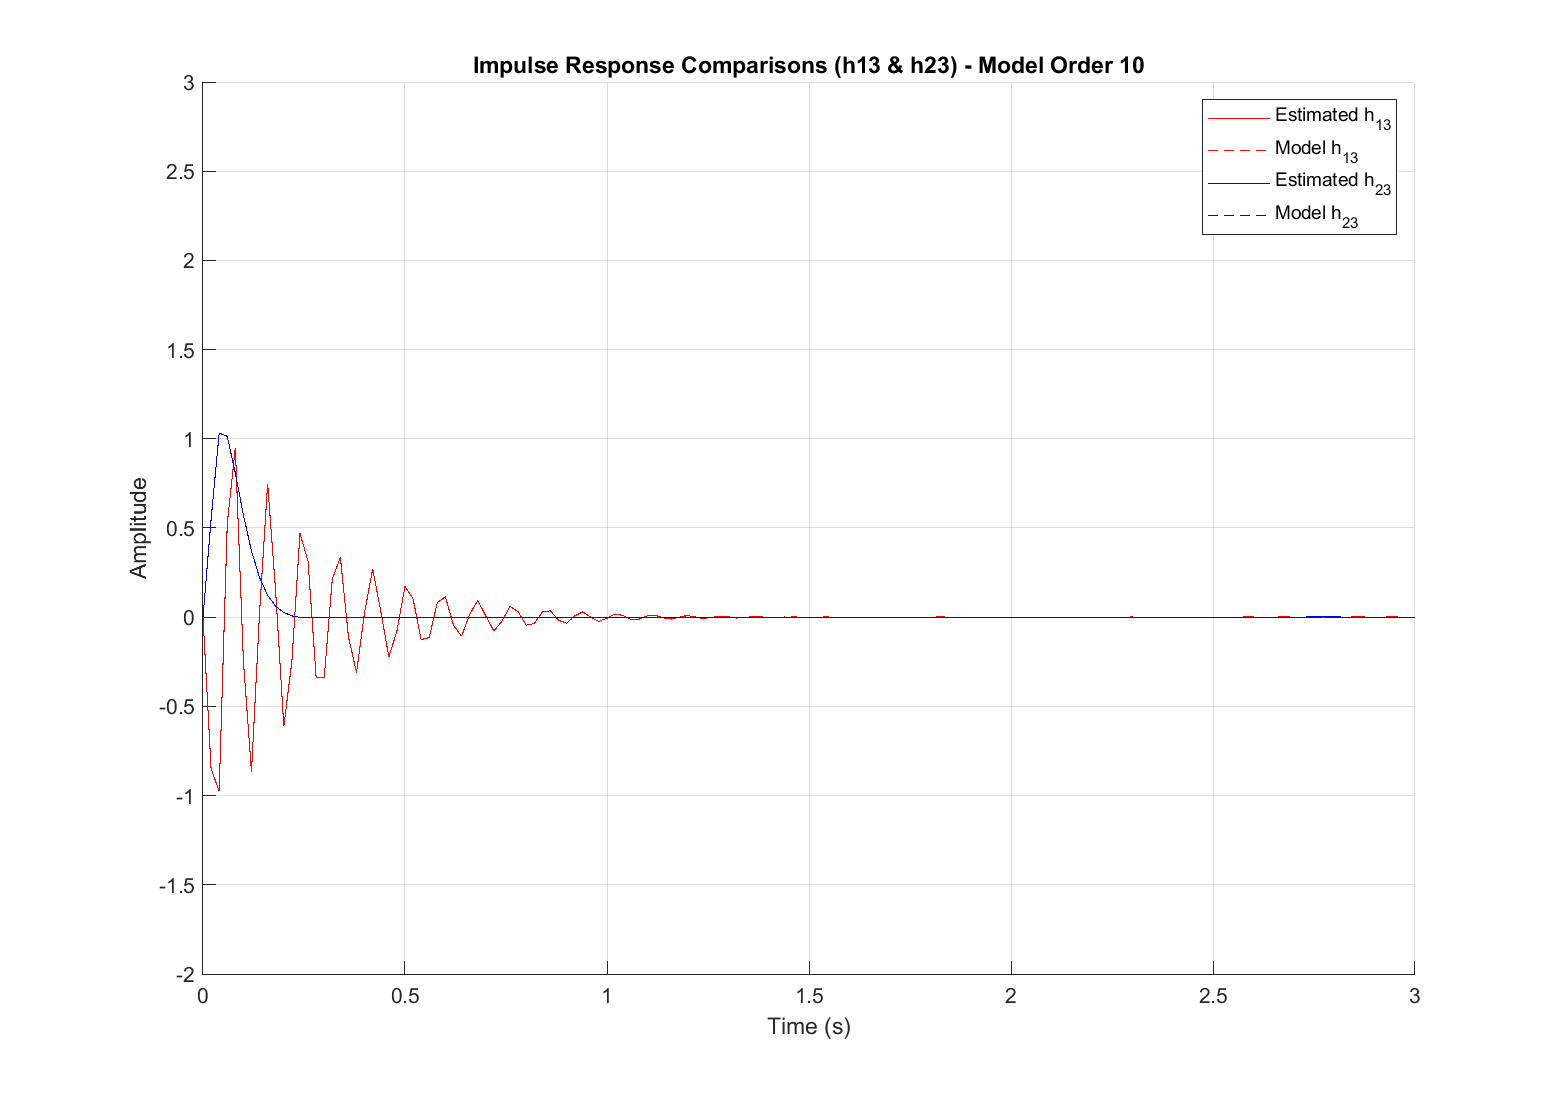 Impulse Response Comparisons (h13 & h23) - Model Order 10
3
2.5
2
1.5
1
0.5
0
-0.5
-1
-1.5
-2
Amplitude
Estimated h13
Model h13
Estimated h23
Model h23
0 0.5 1 1.5 2 2.5 3
Time (s)